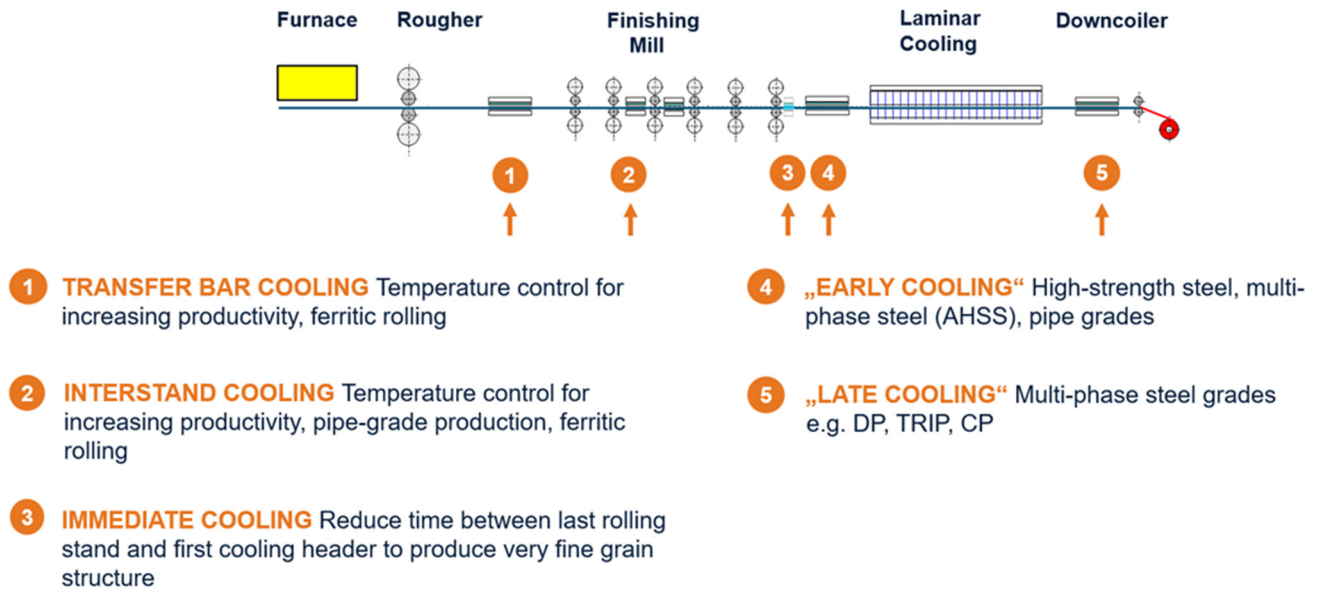 Furnace
Rougher
Finishing
Mill
Laminar
Cooling
Downcoiler
1
2
3
4
5
1
TRANSFER BAR COOLING Temperature control for
increasing productivity, ferritic rolling
2
INTERSTAND COOLING Temperature control for
increasing productivity, pipe-grade production, ferritic
rolling
3
IMMEDIATE COOLING Reduce time between last rolling
stand and first cooling header to produce very fine grain
structure
4
„EARLY COOLING“ High-strength steel, multi-
phase steel (AHSS), pipe grades
5
„LATE COOLING“ Multi-phase steel grades
e.g. DP, TRIP, CP